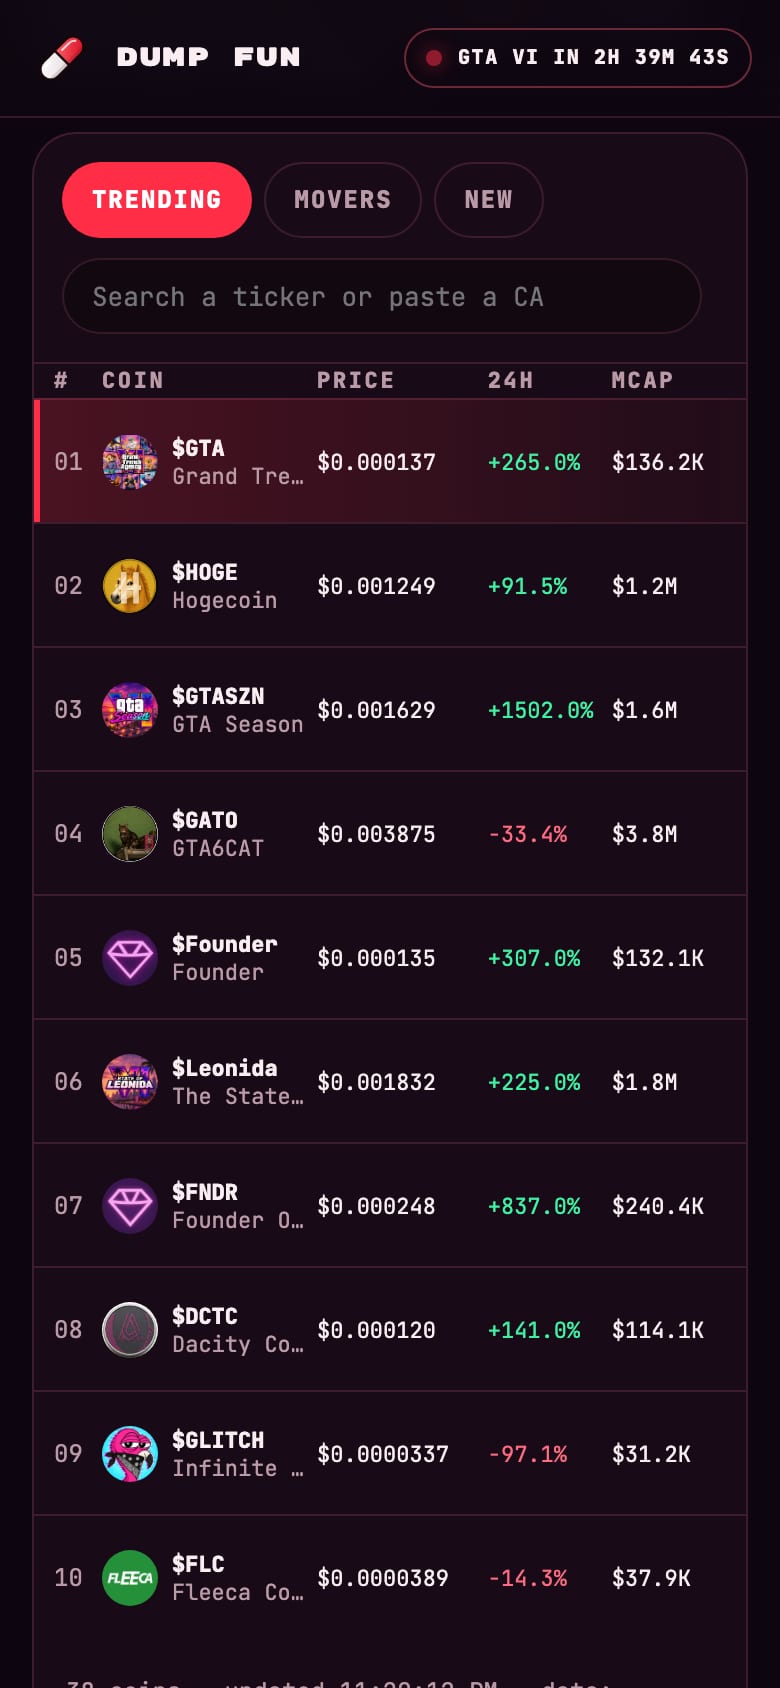 DUMP FUN
GTA VI IN 2H 39M 43S
TRENDING MOVERS NEW
Search a ticker or paste a CA
# COIN PRICE 24H MCAP
01 $GTA $0.000137 +265.0% $136.2K
Grand Tre…
02 $HOGE $0.001249 +91.5% $1.2M
Hogecoin
03 $GTASZN $0.001629 +1502.0% $1.6M
GTA Season
04 $GATO $0.003875 -33.4% $3.8M
GTA6CAT
05 $Founder $0.000135 +307.0% $132.1K
Founder
06 $Leonida $0.001832 +225.0% $1.8M
The State…
LEONIDA
07 $FNDR $0.000248 +837.0% $240.4K
Founder O…
08 $DCTC $0.000120 +141.0% $114.1K
Dacity Co…
09 $GLITCH $0.0000337 -97.1% $31.2K
Infinite …
10 $FLC $0.0000389 -14.3% $37.9K
Fleeca Co…
FLEECA